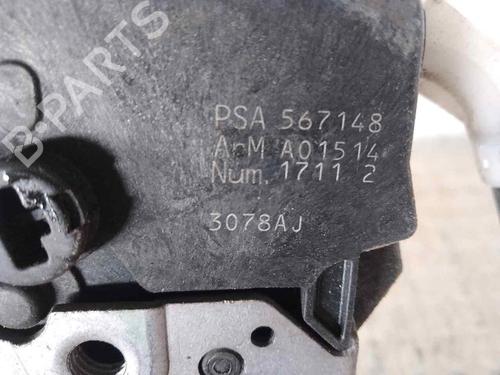 B-PARTS
PSA 567148
ArM A01514
Num. 1711 2
3078AJ